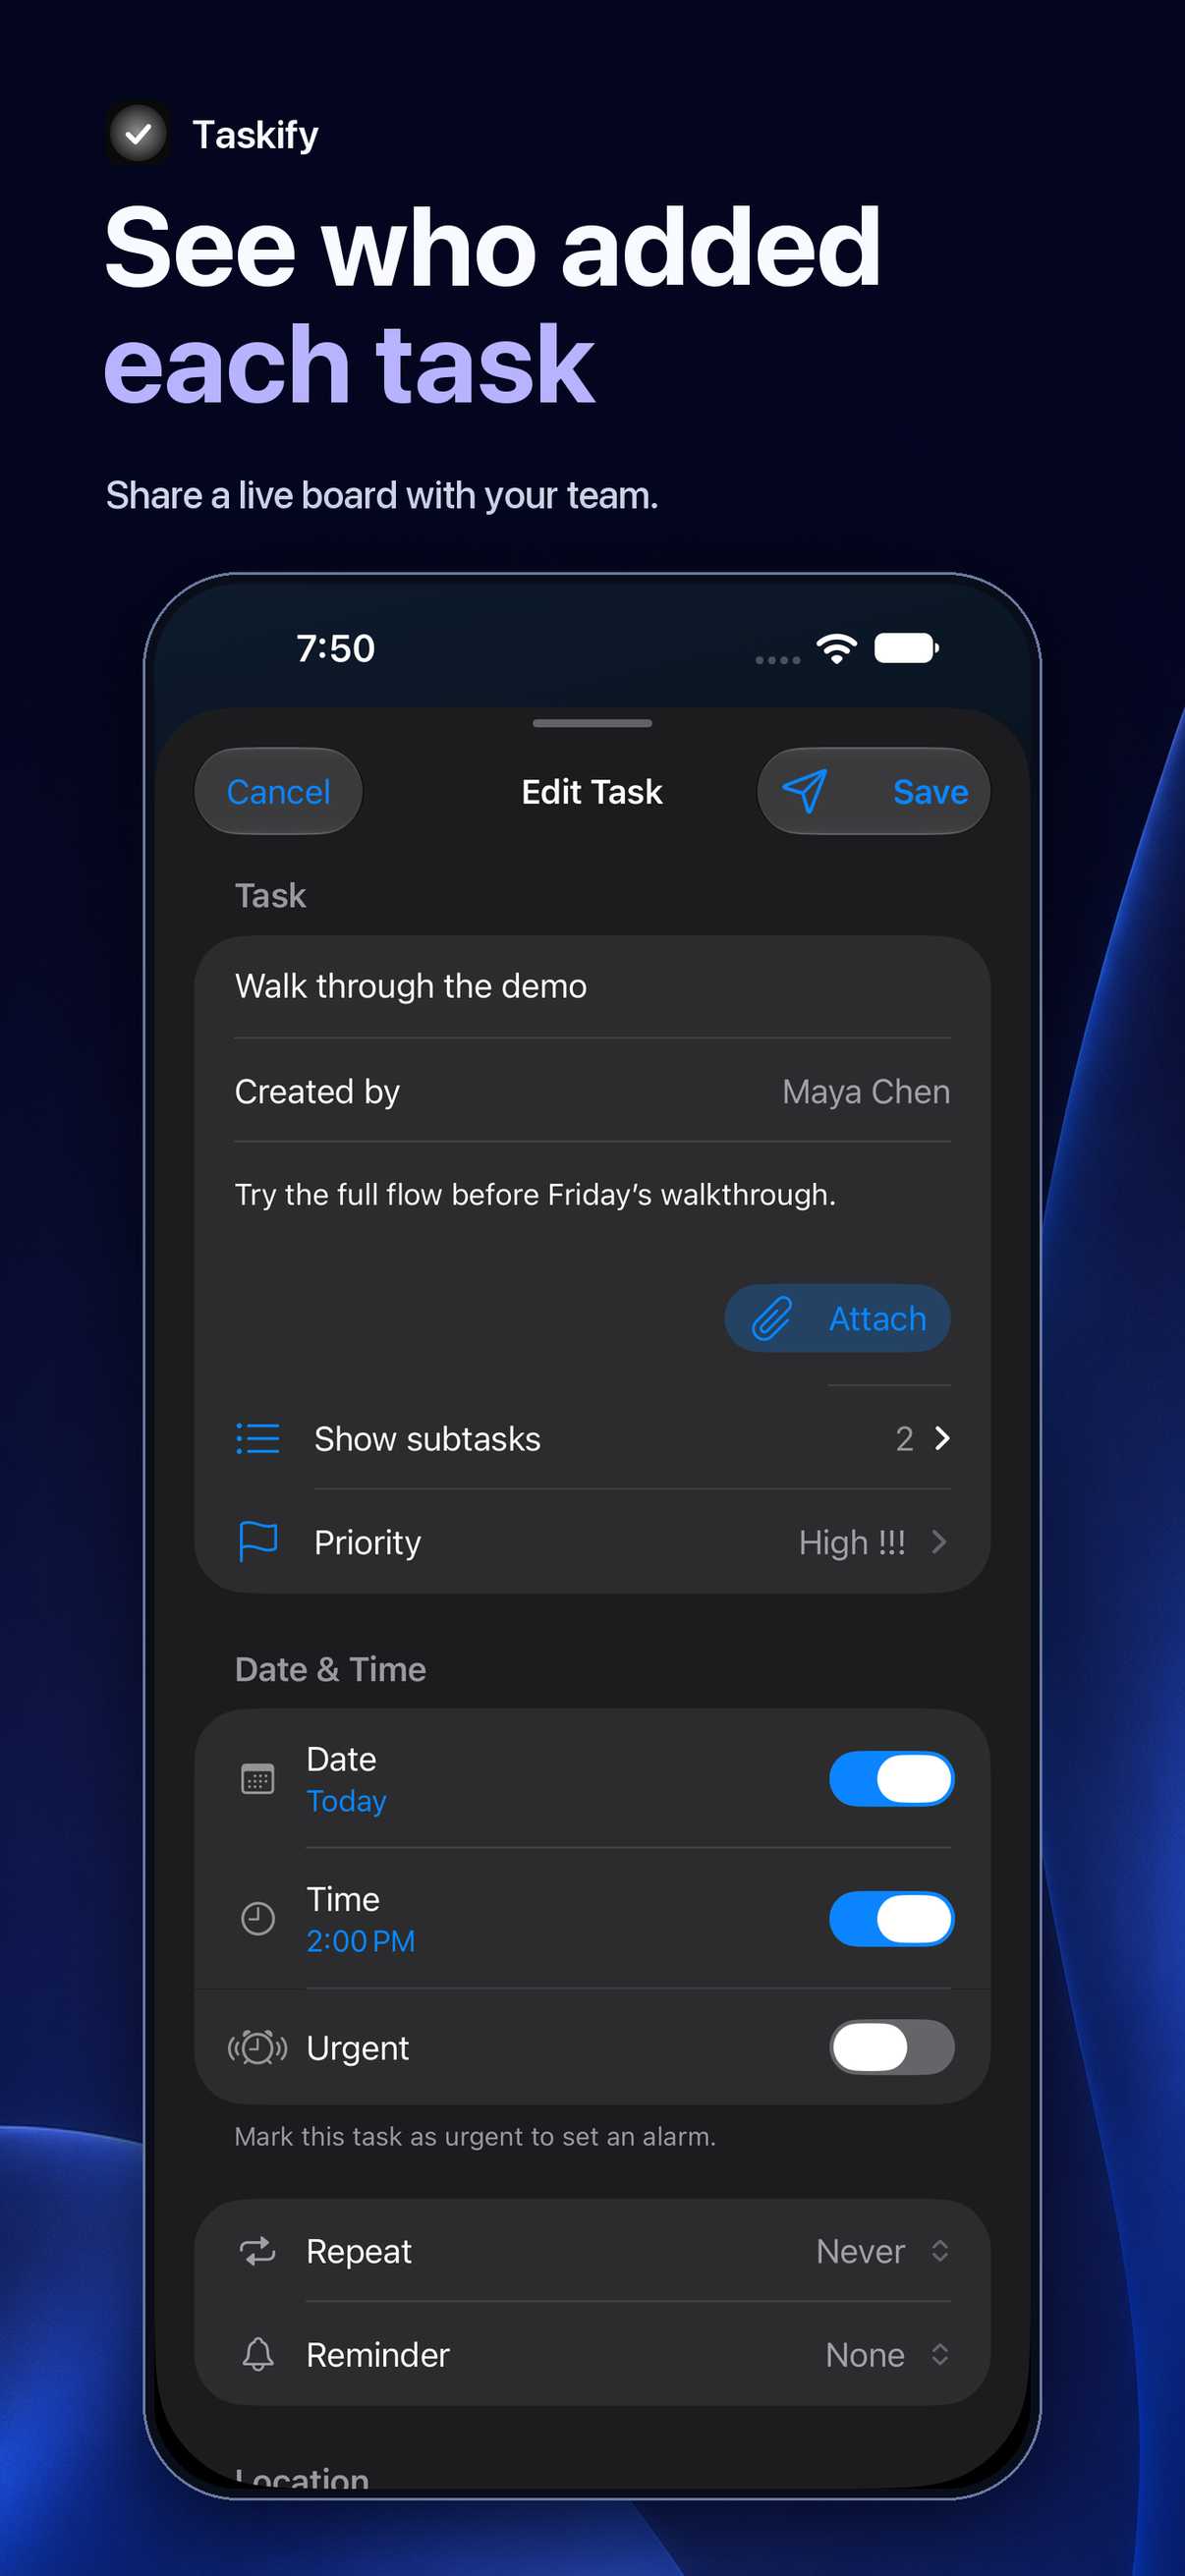 Taskify
See who added
each task
Share a live board with your team.
7:50
Cancel
Edit Task
Save
Task
Walk through the demo
Created by Maya Chen
Try the full flow before Friday’s walkthrough.
Attach
Show subtasks 2
Priority High !!!
Date & Time
Date
Today
Time
2:00 PM
Urgent
Mark this task as urgent to set an alarm.
Repeat Never
Reminder None
Location